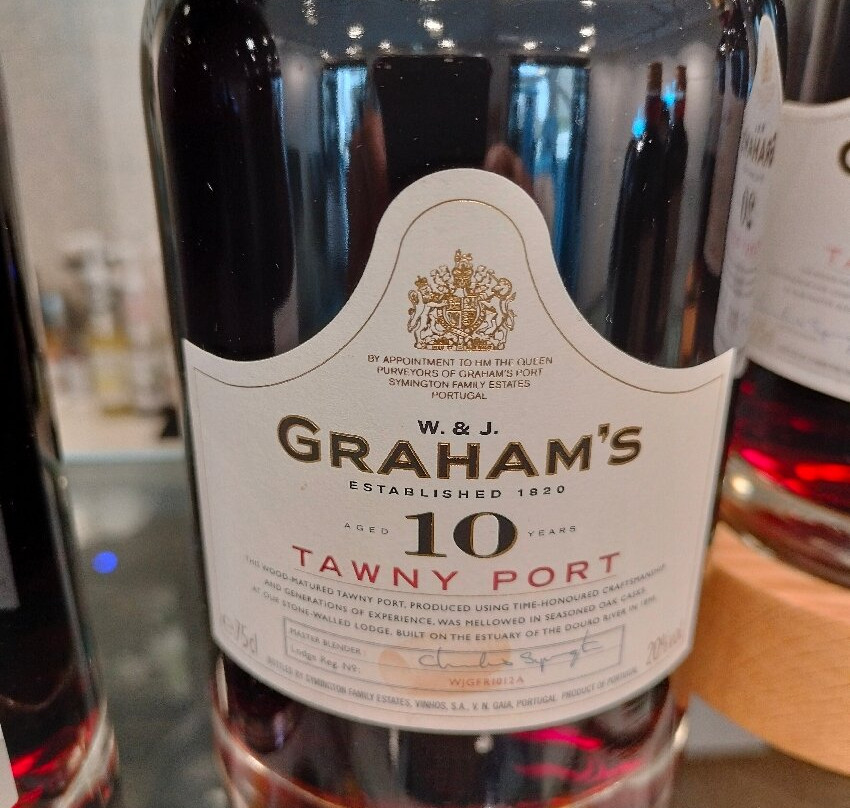 BY APPOINTMENT TO HM THE QUEEN
PURVEYORS OF GRAHAM'S PORT
SYMINGTON FAMILY ESTATES
PORTUGAL
W. & J.
GRAHAM'S
ESTABLISHED 1820
AGED 10 YEARS
TAWNY PORT
THIS WOOD-MATURED TAWNY PORT, PRODUCED USING TIME-HONOURED CRAFTSMANSHIP
AND GENERATIONS OF EXPERIENCE, WAS MELLOWED IN SEASONED OAK CASKS
AT OUR STONE-WALLED LODGE, BUILT ON THE ESTUARY OF THE DOURO RIVER IN 1890.
e 75cl
MASTER BLENDER:
Lodge Reg. Nº:
WJGFR1012A
20%
BOTTLED BY SYMINGTON FAMILY ESTATES, VINHOS, S.A., V. N. GAIA, PORTUGAL. PRODUCT OF PORTUGAL